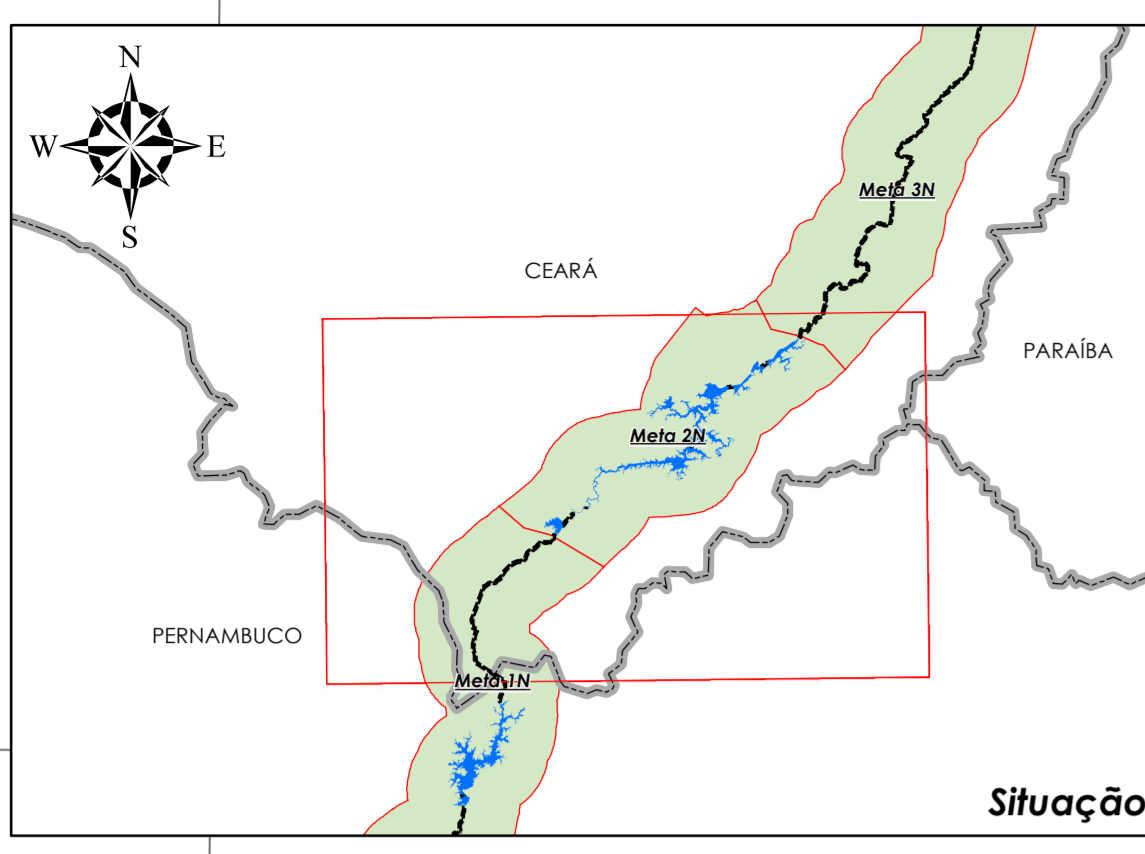 N
W
E
S
Meta 3N
CEARÁ
PARAÍBA
Meta 2N
PERNAMBUCO
Meta 1N
Situação